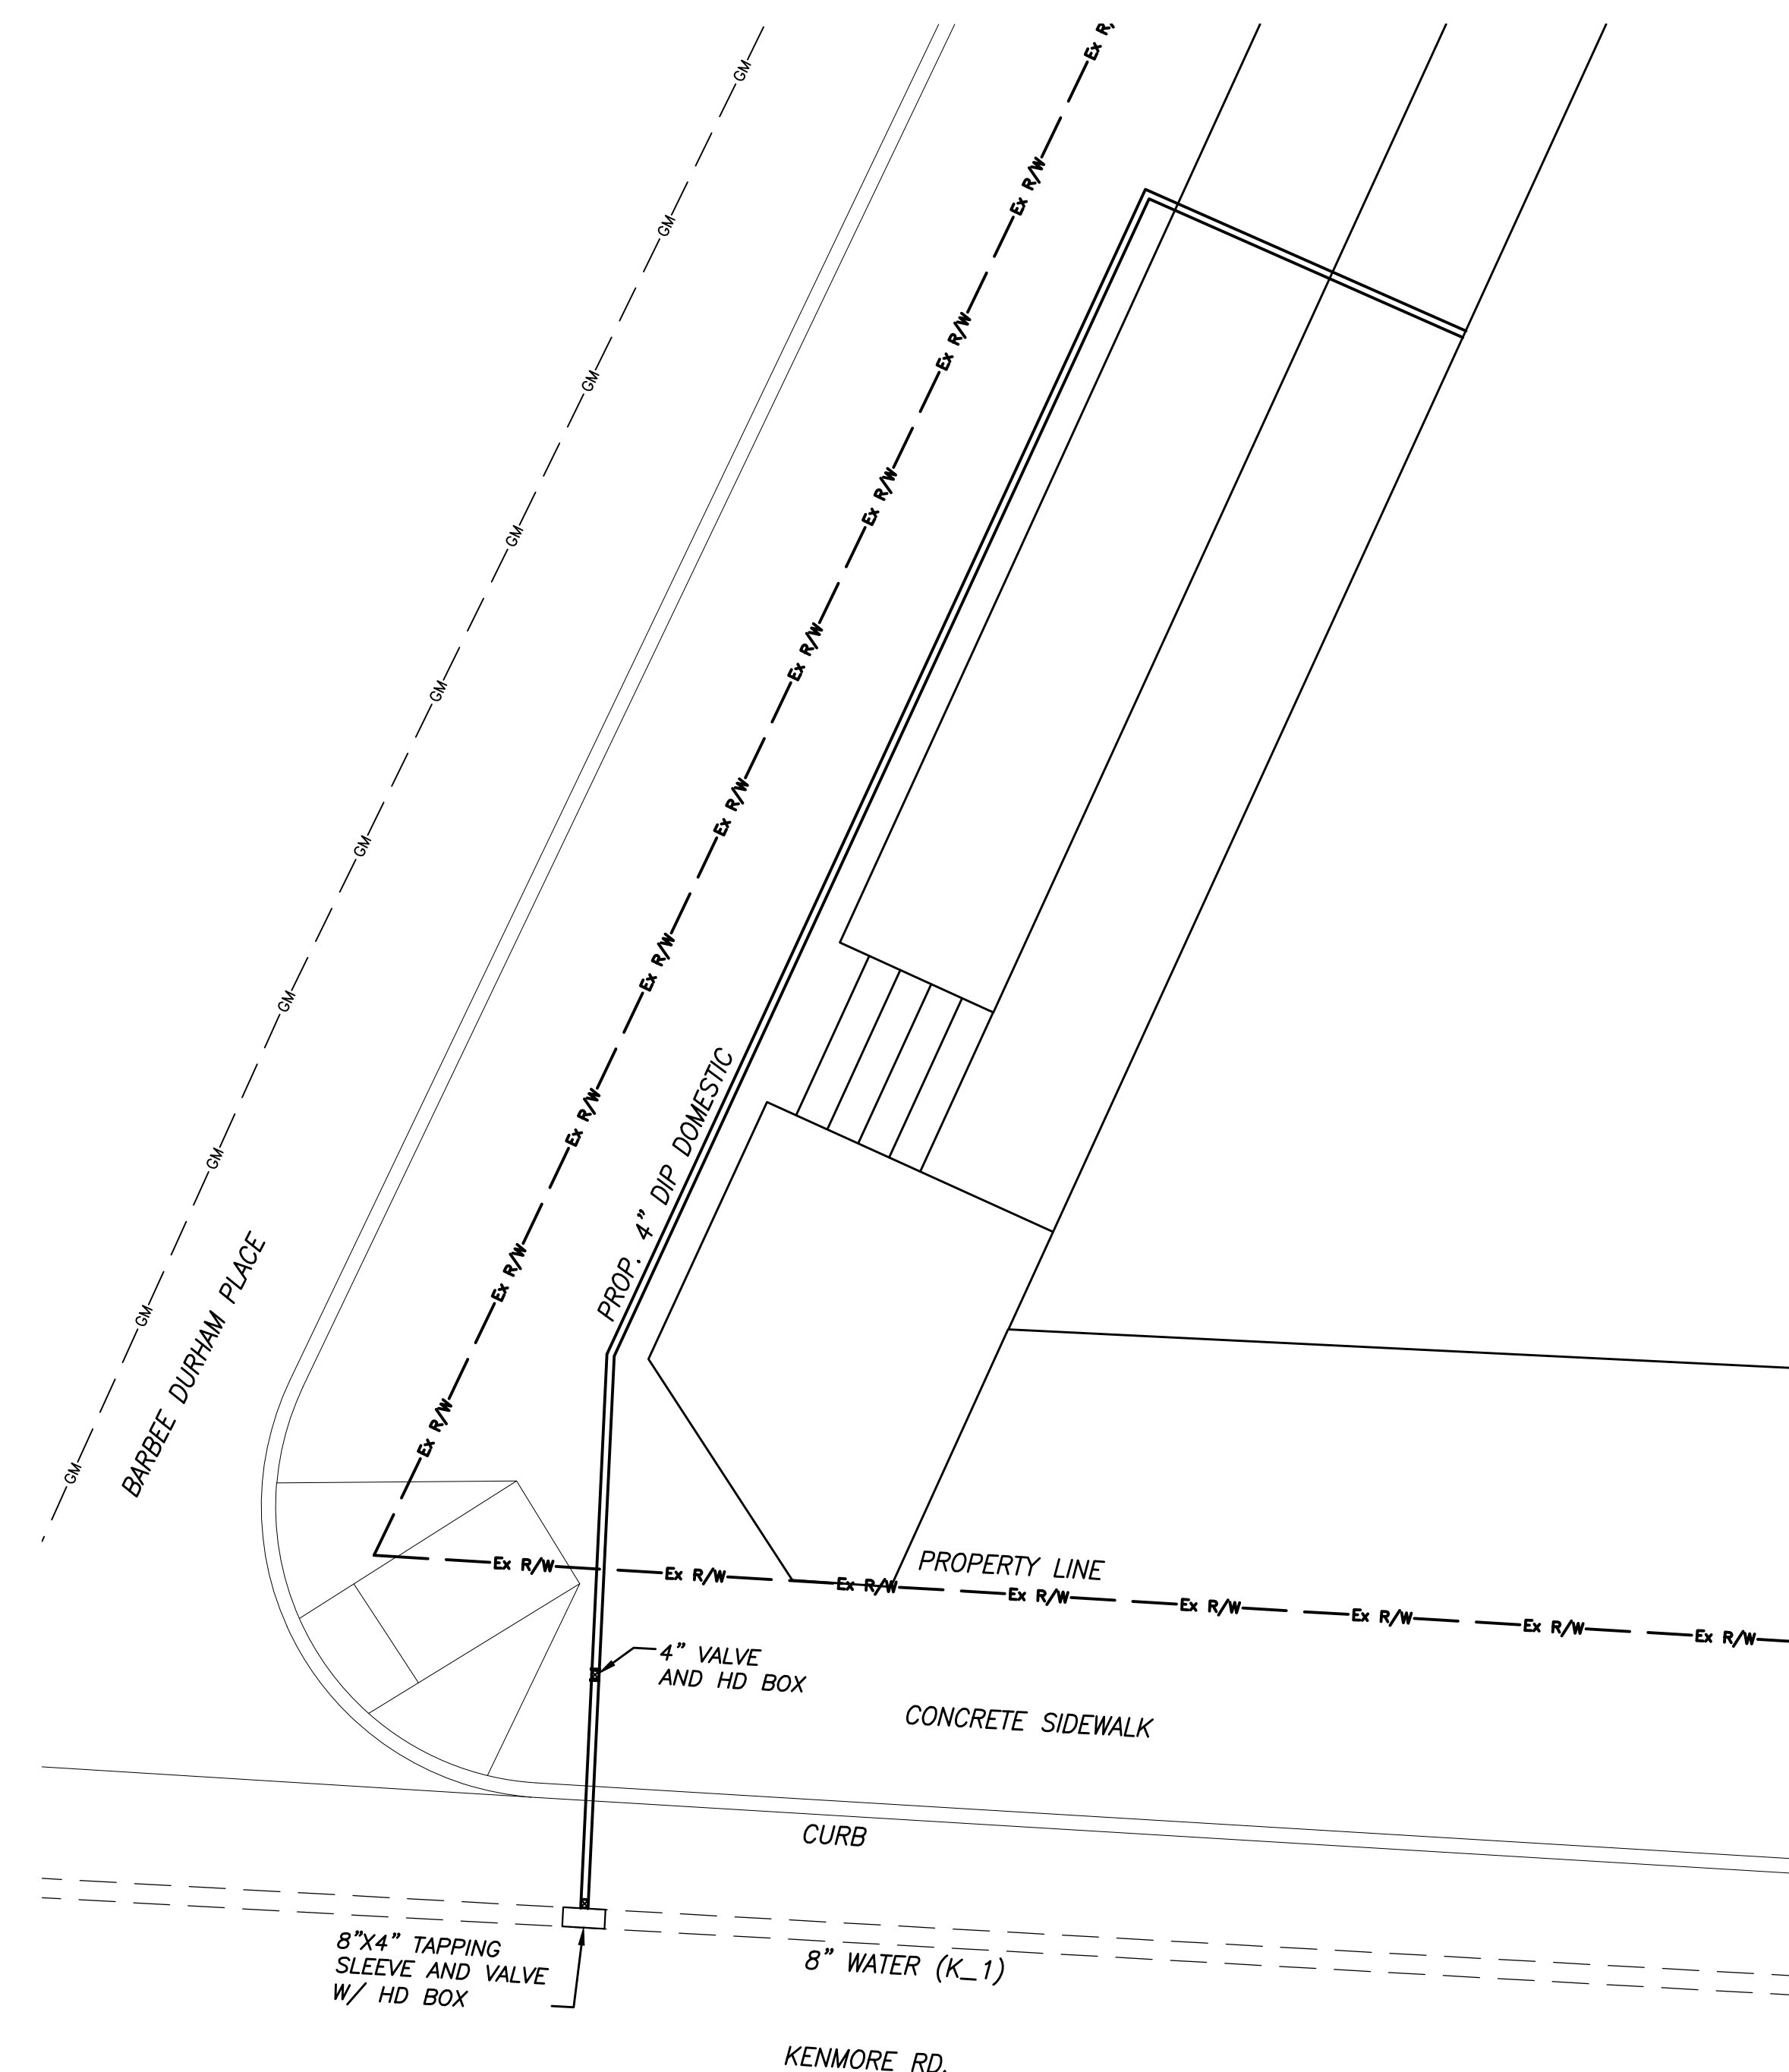 Ex R/
GM
Ex R/W
GM
Ex R/W
GM
Ex R/W
GM
Ex R/W
GM
Ex R/W
GM
Ex R/W
GM
Ex R/W
GM
Ex R/W
GM
Ex R/W
GM
PROP. 4" DIP DOMESTIC
BARBEE DURHAM PLACE
Ex R/W
Ex R/W
Ex R/W
Ex R/W
Ex R/W
Ex R/W
Ex R/W
Ex R/W
PROPERTY LINE
4" VALVE
AND HD BOX
CONCRETE SIDEWALK
CURB
8"X4" TAPPING
SLEEVE AND VALVE
W/ HD BOX
8" WATER (K_1)
KENMORE RD.